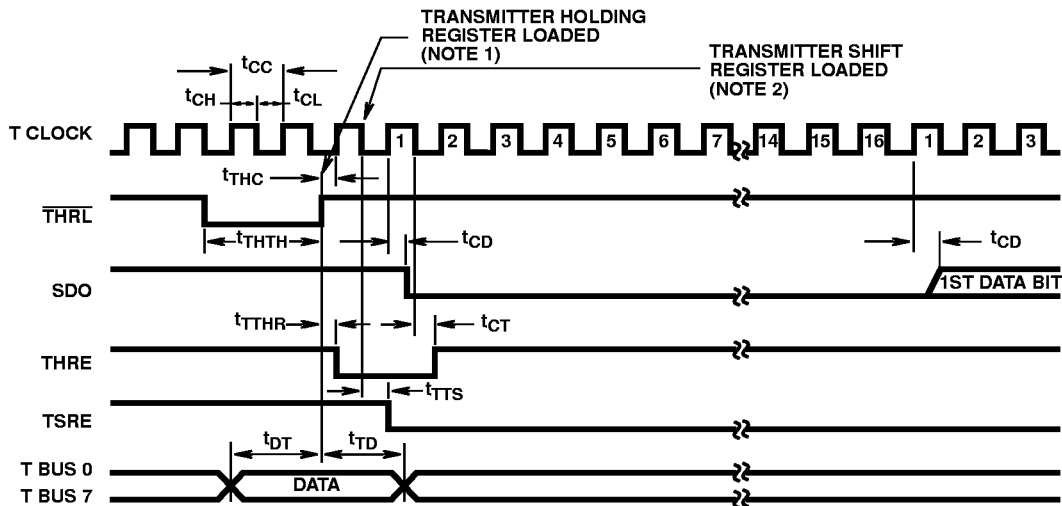 TRANSMITTER HOLDING
REGISTER LOADED
(NOTE 1)
TRANSMITTER SHIFT
REGISTER LOADED
(NOTE 2)
tCC
tCH
tCL
T CLOCK
1 2 3 4 5 6 7 14 15 16 1 2 3
tTHC
THRL
tTHTH
tCD
tCD
SDO
1ST DATA BIT
tTTHR
tCT
THRE
tTTS
TSRE
tDT
tTD
T BUS 0
DATA
T BUS 7